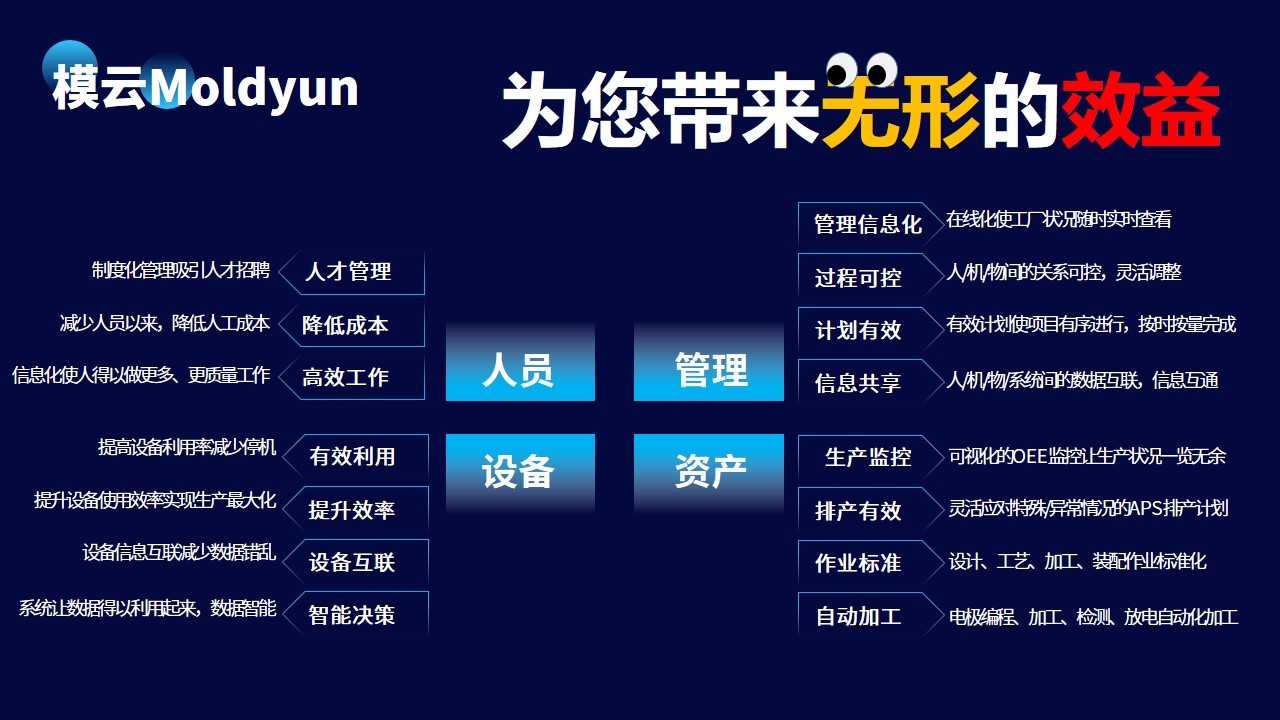 模云Moldyun
为您带来无形的效益
制度化管理吸引人才招聘
人才管理
减少人员以来，降低人工成本
降低成本
信息化使人得以做更多、更质量工作
高效工作
人员
管理
管理信息化
在线化使工厂状况随时实时查看
过程可控
人/机/物间的关系可控，灵活调整
计划有效
有效计划使项目有序进行，按时按量完成
信息共享
人/机/物/系统间的数据互联，信息互通
提高设备利用率减少停机
有效利用
提升设备使用效率实现生产最大化
提升效率
设备信息互联减少数据错乱
设备互联
系统让数据得以利用起来，数据智能
智能决策
设备
资产
生产监控
可视化的OEE监控让生产状况一览无余
排产有效
灵活应对特殊/异常情况的APS排产计划
作业标准
设计、工艺、加工、装配作业标准化
自动加工
电极编程、加工、检测、放电自动化加工